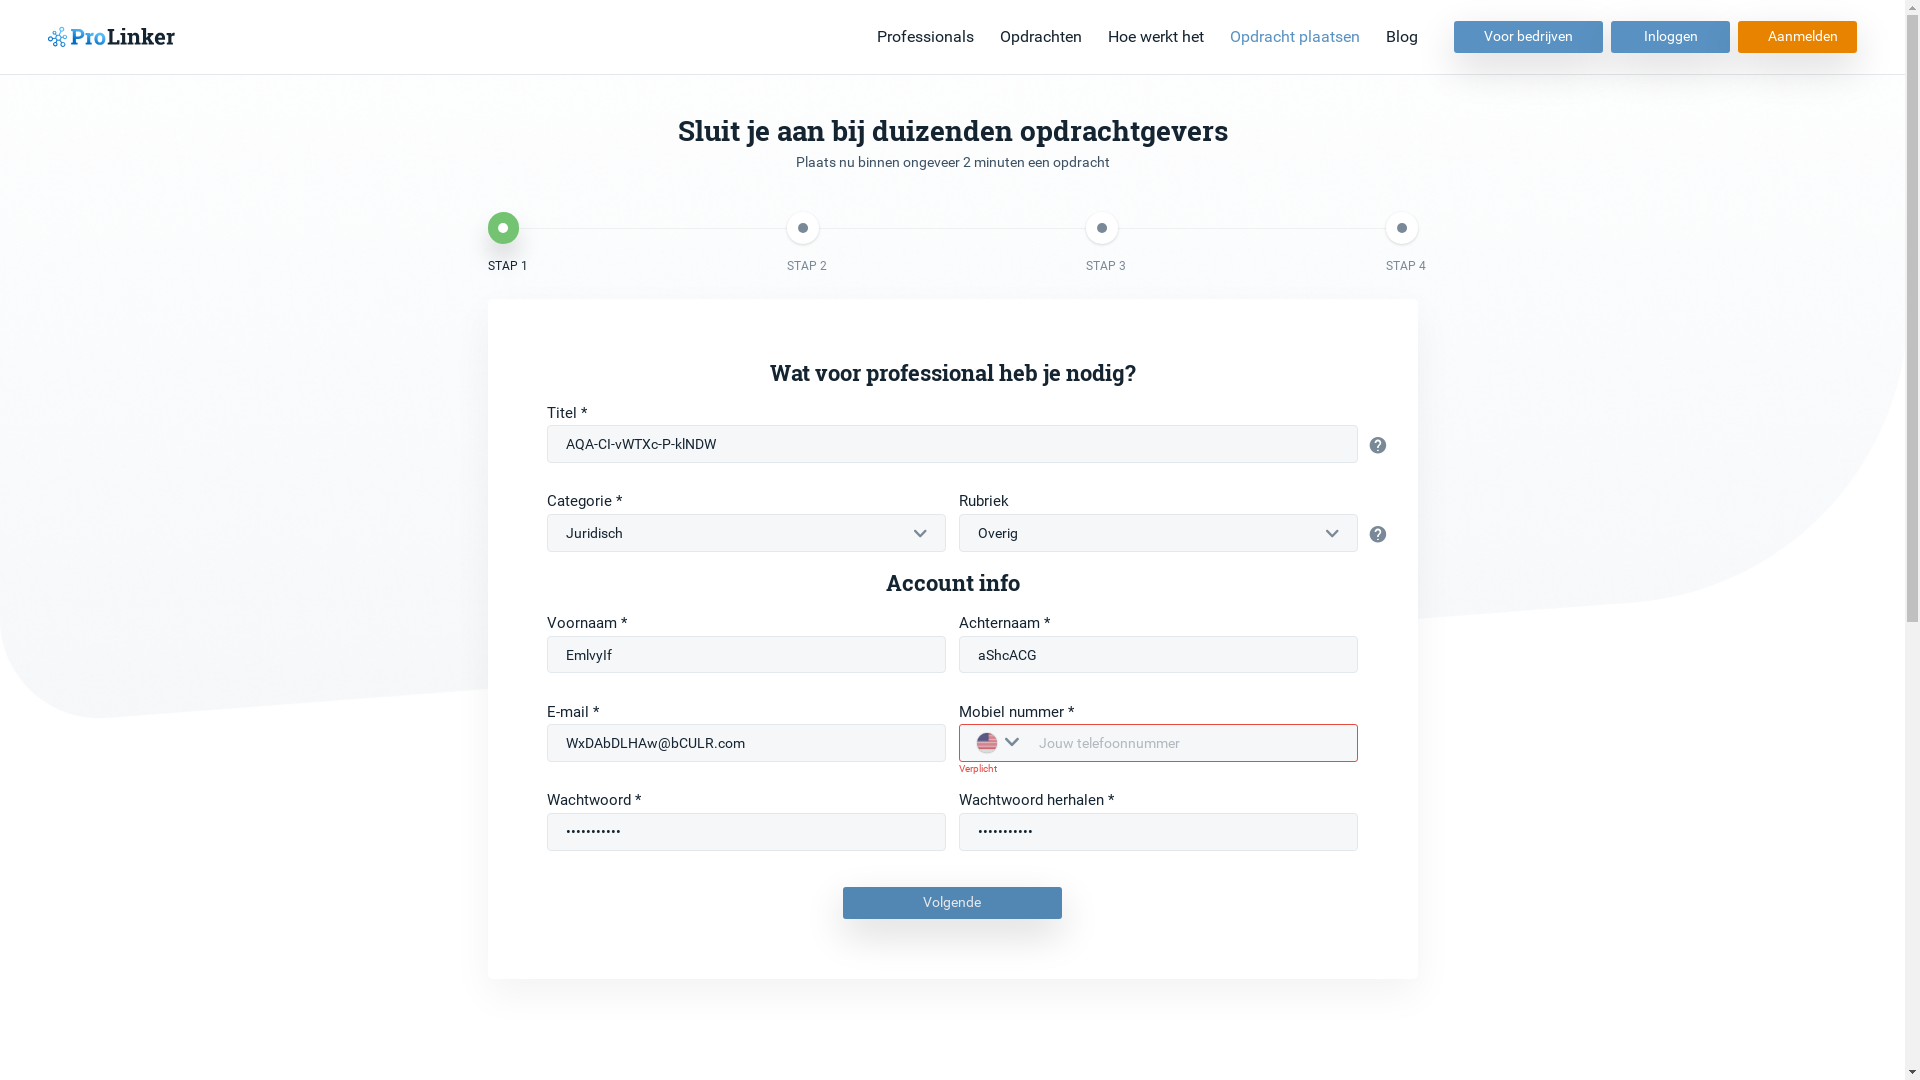 ProLinker
Professionals
Opdrachten
Hoe werkt het
Opdracht plaatsen
Blog
Voor bedrijven
Inloggen
Aanmelden
Sluit je aan bij duizenden opdrachtgevers
Plaats nu binnen ongeveer 2 minuten een opdracht
STAP 1
STAP 2
STAP 3
STAP 4
Wat voor professional heb je nodig?
Titel *
AQA-CI-vWTXc-P-klNDW
Categorie *
Rubriek
Juridisch
Overig
Account info
Voornaam *
Achternaam *
EmlvyIf
aShcACG
E-mail *
Mobiel nummer *
WxDAbDLHAw@bCULR.com
Jouw telefoonnummer
Verplicht
Wachtwoord *
Wachtwoord herhalen *
•••••••••••
•••••••••••
Volgende